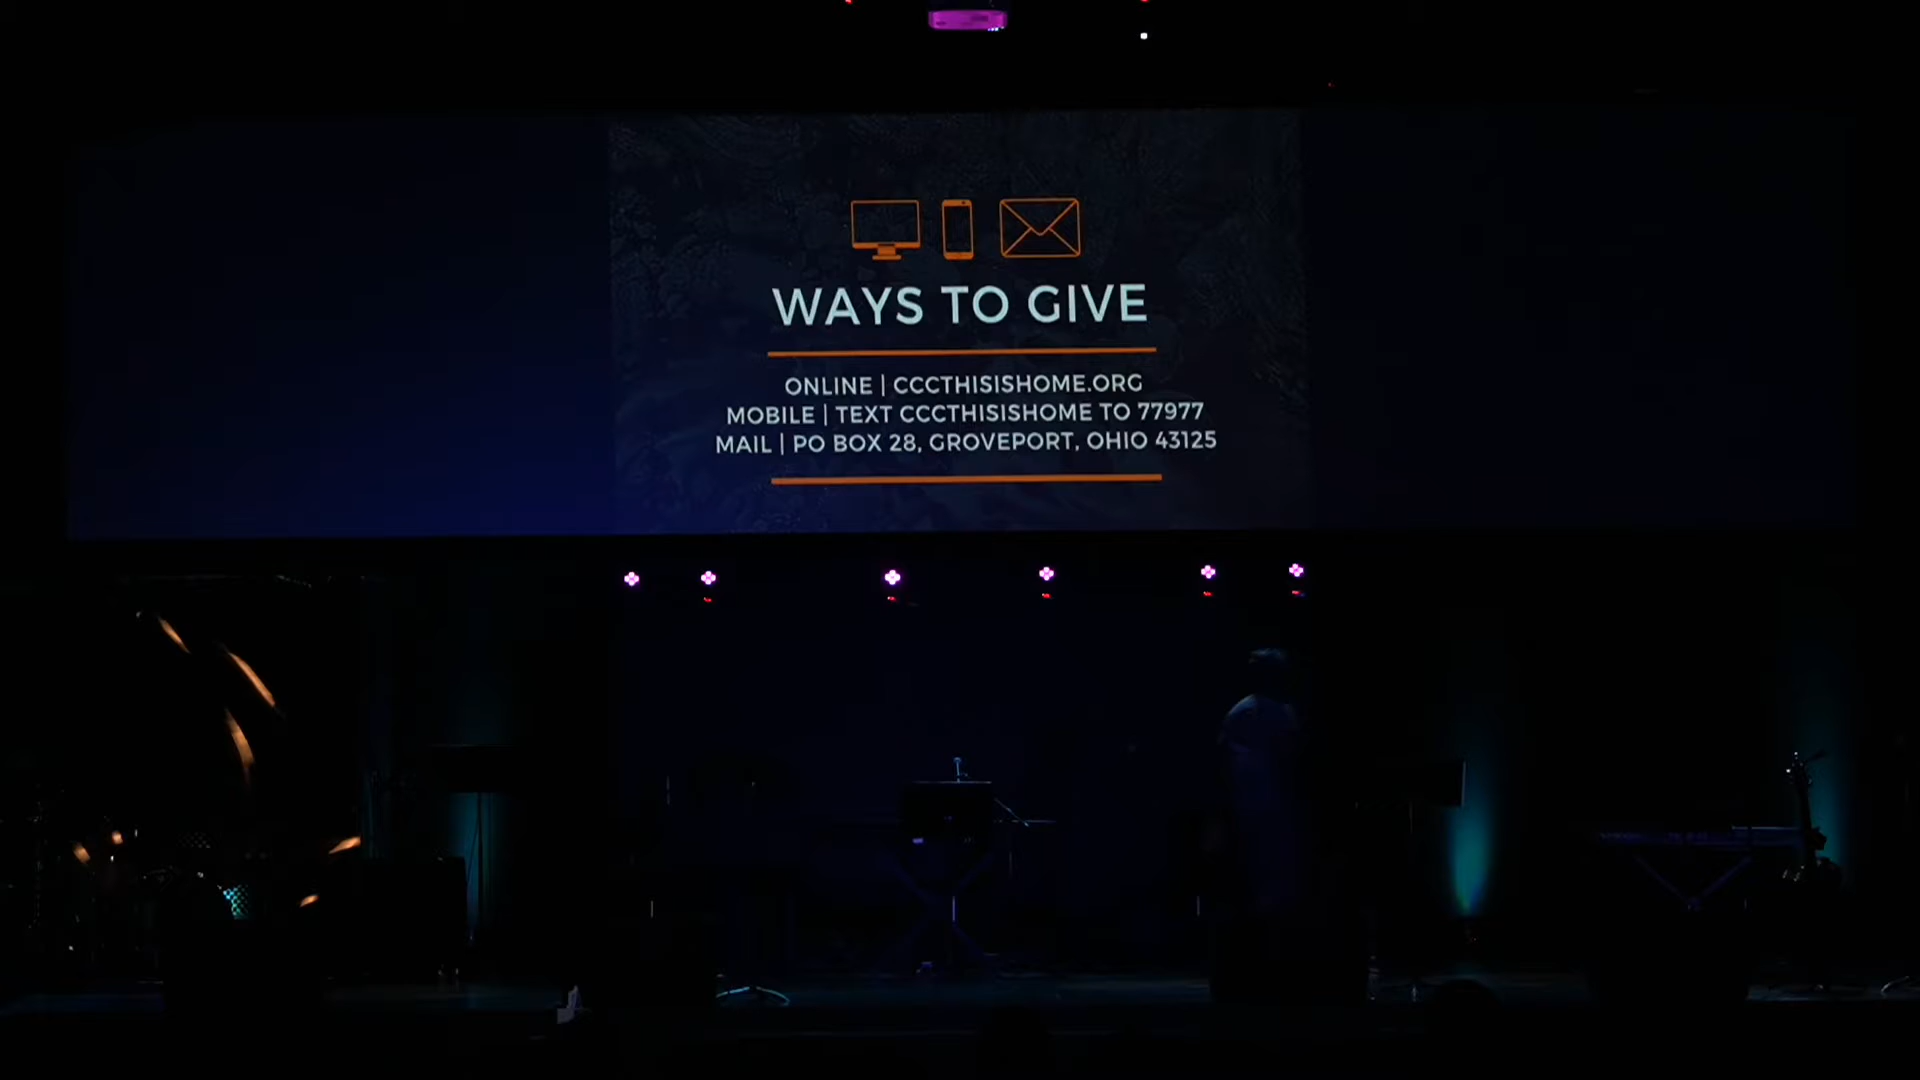 WAYS TO GIVE
ONLINE | CCCTHISISHOME.ORG
MOBILE | TEXT CCCTHISISHOME TO 77977
MAIL | PO BOX 28, GROVEPORT, OHIO 43125